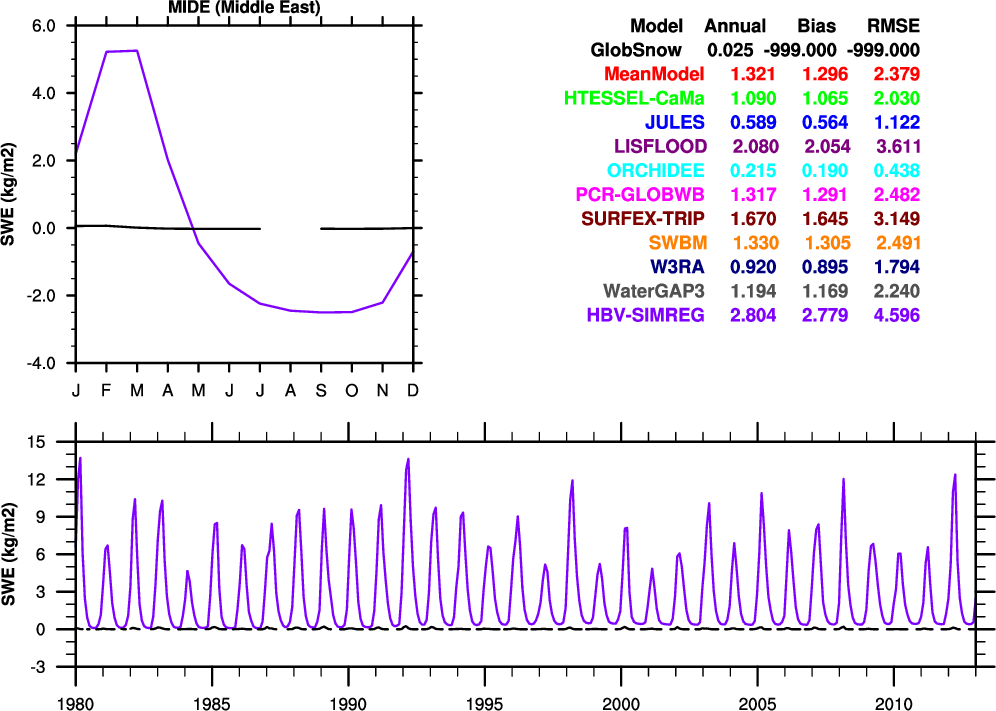 MIDE (Middle East)
6.0
4.0
2.0
0.0
-2.0
-4.0
SWE (kg/m2)
J F M A M J J A S O N D
Model Annual Bias RMSE
GlobSnow 0.025 -999.000 -999.000
MeanModel 1.321 1.296 2.379
HTESSEL-CaMa 1.090 1.065 2.030
JULES 0.589 0.564 1.122
LISFLOOD 2.080 2.054 3.611
ORCHIDEE 0.215 0.190 0.438
PCR-GLOBWB 1.317 1.291 2.482
SURFEX-TRIP 1.670 1.645 3.149
SWBM 1.330 1.305 2.491
W3RA 0.920 0.895 1.794
WaterGAP3 1.194 1.169 2.240
HBV-SIMREG 2.804 2.779 4.596
15
12
9
6
3
0
-3
SWE (kg/m2)
1980 1985 1990 1995 2000 2005 2010